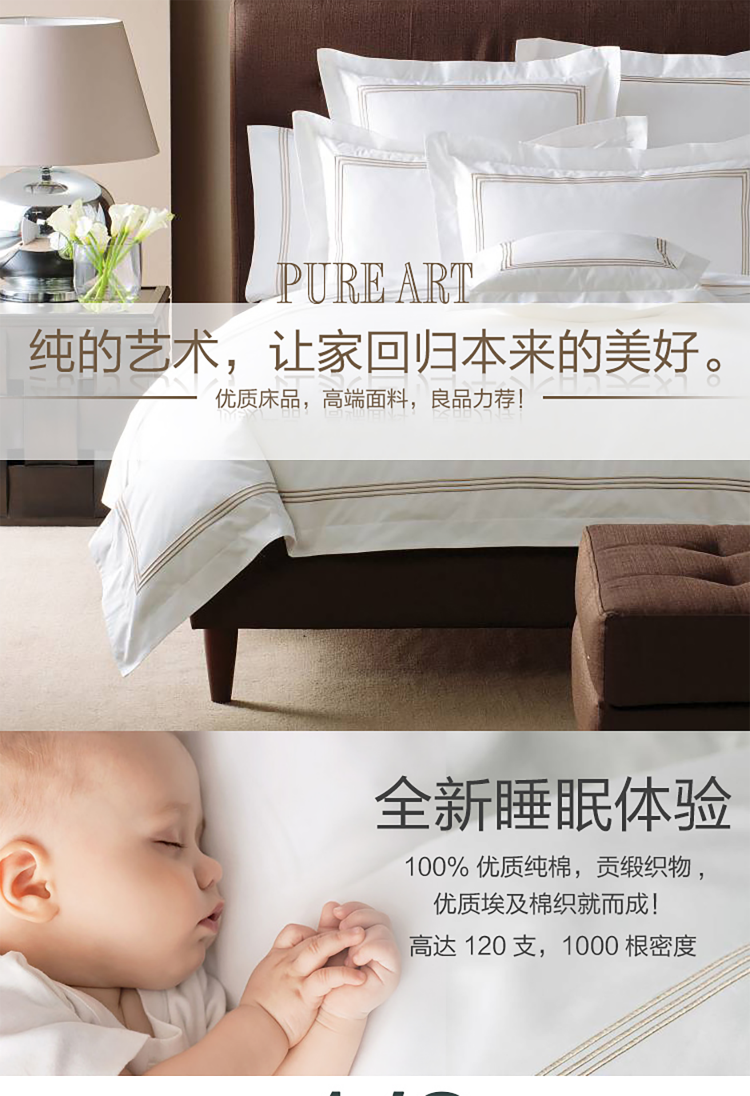 PURE ART
纯的艺术，让家回归本来的美好。
优质床品，高端面料，良品力荐！
全新睡眠体验
100% 优质纯棉，贡缎织物，
优质埃及棉织就而成！
高达 120 支，1000 根密度